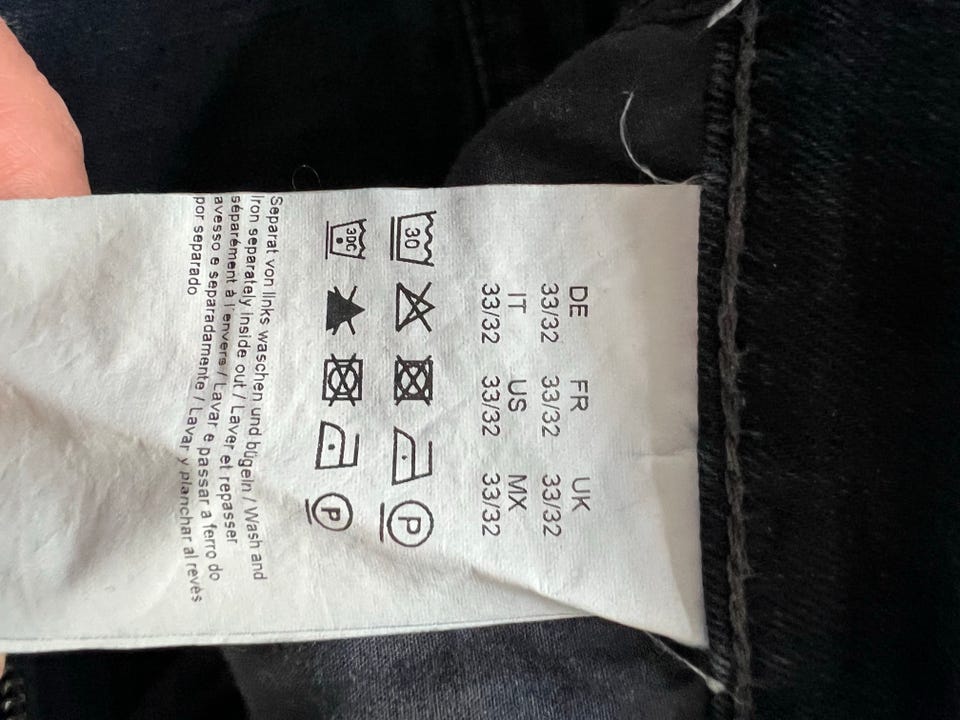 DE FR UK
33/32 33/32 33/32
IT US MX
33/32 33/32 33/32
30 P
30C P
Separat von links waschen und bügeln / Wash and
iron separately inside out / Laver et repasser
séparément à l'envers / Lavar e passar a ferro do
avesso e separadamente / Lavar y planchar al revés
por separado